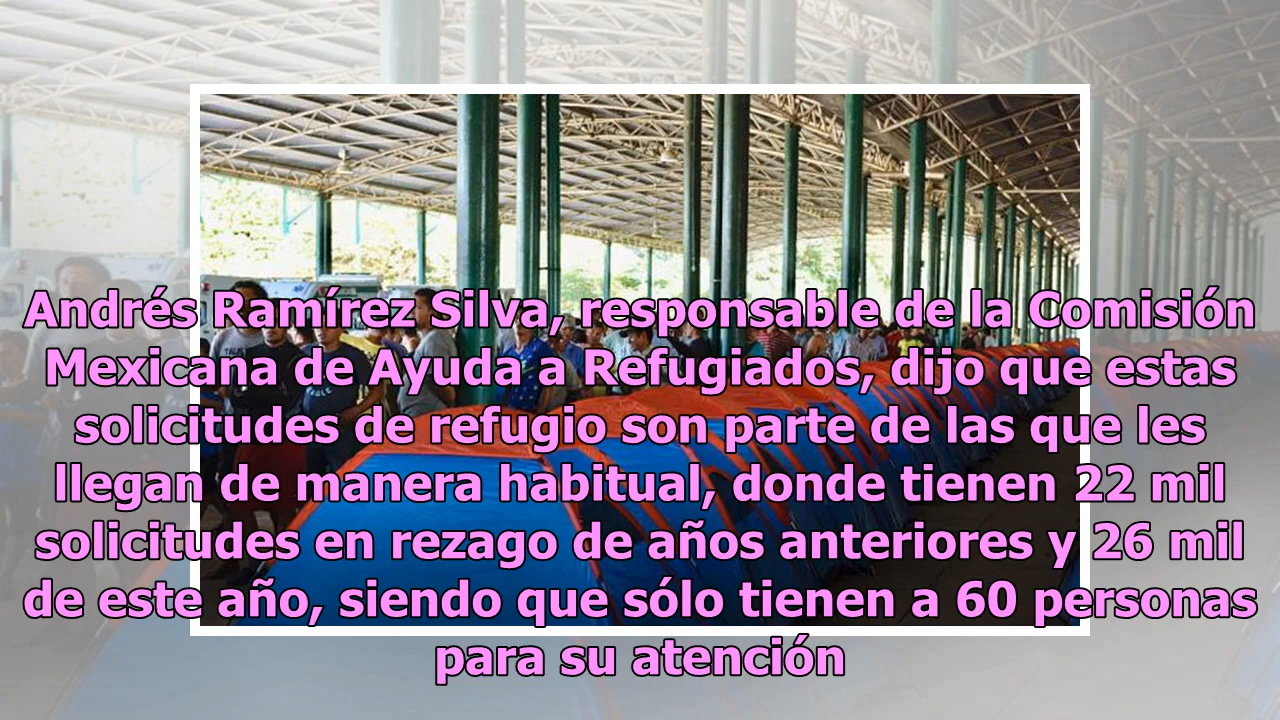 Andrés Ramírez Silva, responsable de la Comisión
Mexicana de Ayuda a Refugiados, dijo que estas
solicitudes de refugio son parte de las que les
llegan de manera habitual, donde tienen 22 mil
solicitudes en rezago de años anteriores y 26 mil
de este año, siendo que sólo tienen a 60 personas
para su atención